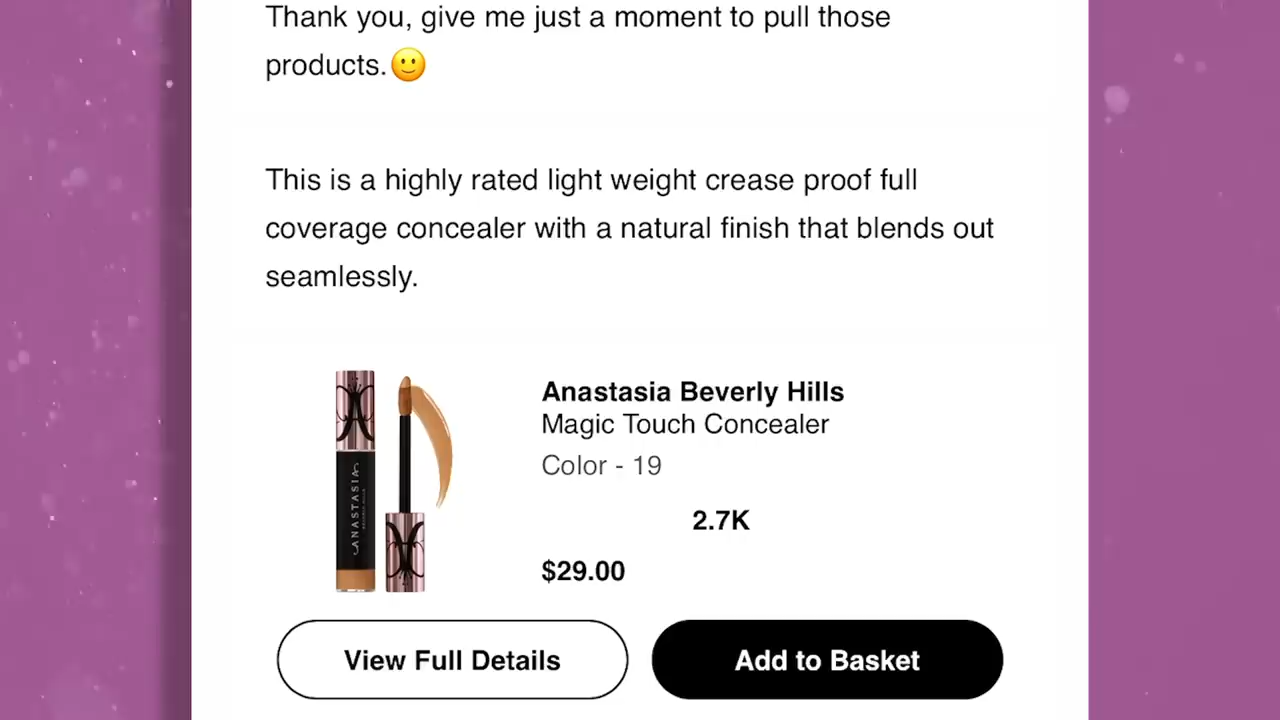 Thank you, give me just a moment to pull those
products.🙂
This is a highly rated light weight crease proof full
coverage concealer with a natural finish that blends out
seamlessly.
ANASTASIA
Anastasia Beverly Hills
Magic Touch Concealer
Color - 19
2.7K
$29.00
View Full Details
Add to Basket